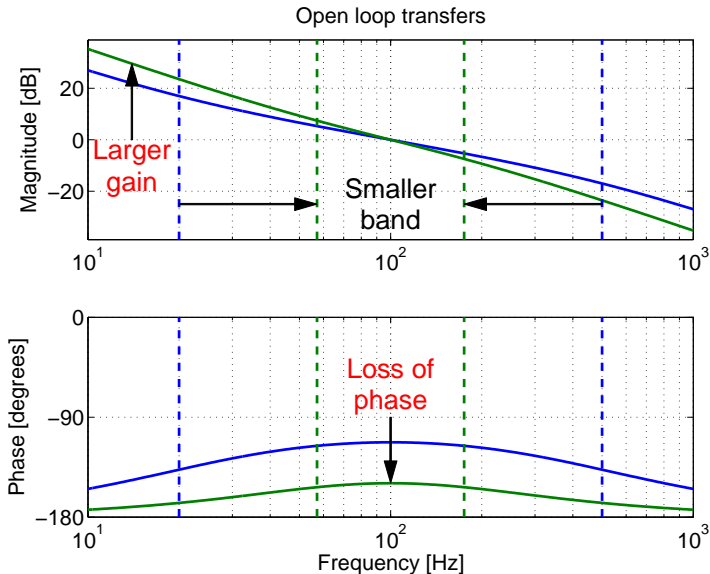 Open loop transfers
Magnitude [dB]
20
0
−20
Larger
gain
Smaller
band
10^1
10^2
10^3
Phase [degrees]
0
−90
−180
Loss of
phase
10^1
10^2
10^3
Frequency [Hz]